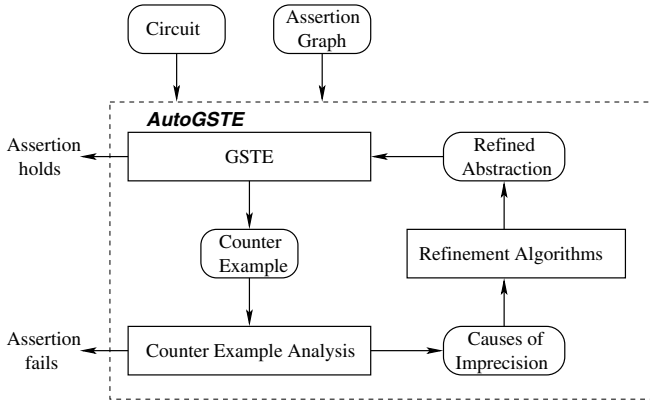 Circuit
Assertion
Graph
AutoGSTE
Assertion
holds
GSTE
Refined
Abstraction
Counter
Example
Refinement Algorithms
Assertion
fails
Counter Example Analysis
Causes of
Imprecision